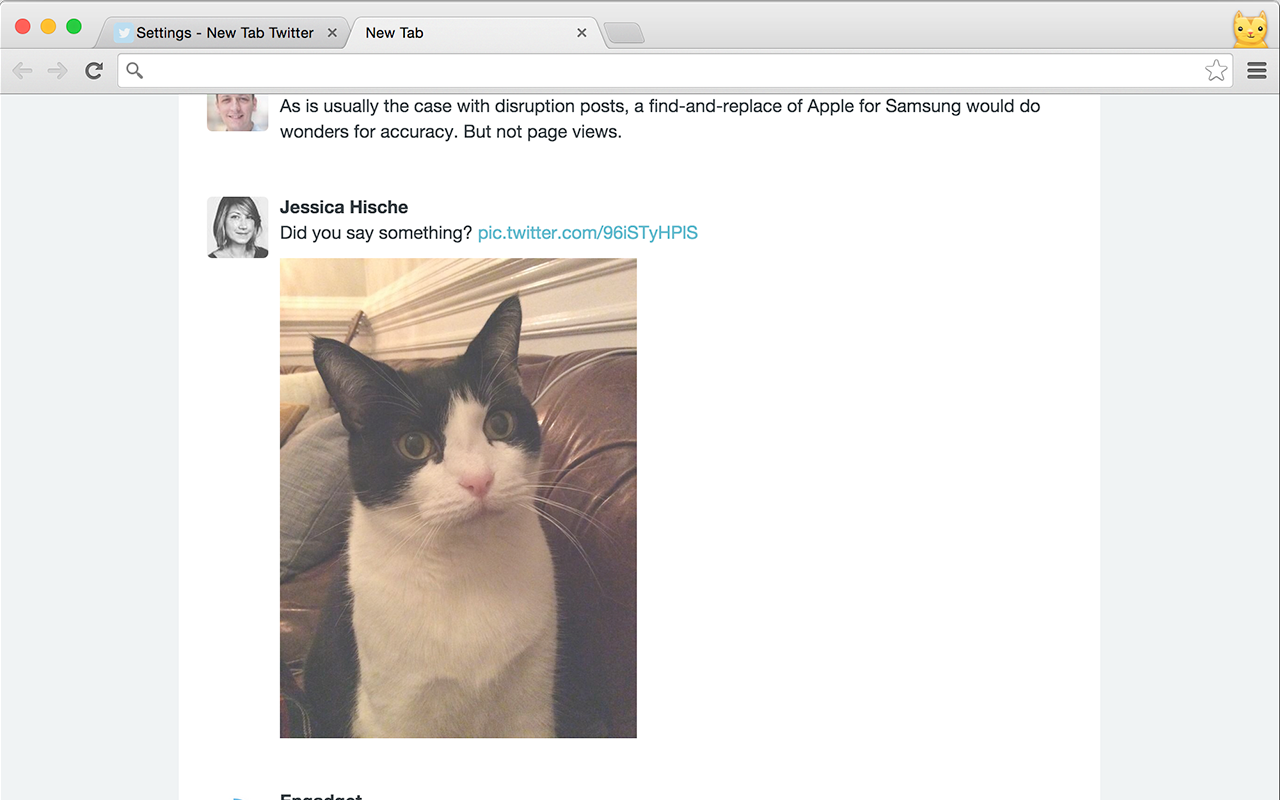 Settings - New Tab Twitter
New Tab
As is usually the case with disruption posts, a find-and-replace of Apple for Samsung would do
wonders for accuracy. But not page views.
Jessica Hische
Did you say something? pic.twitter.com/96iSTyHPlS
Engadget